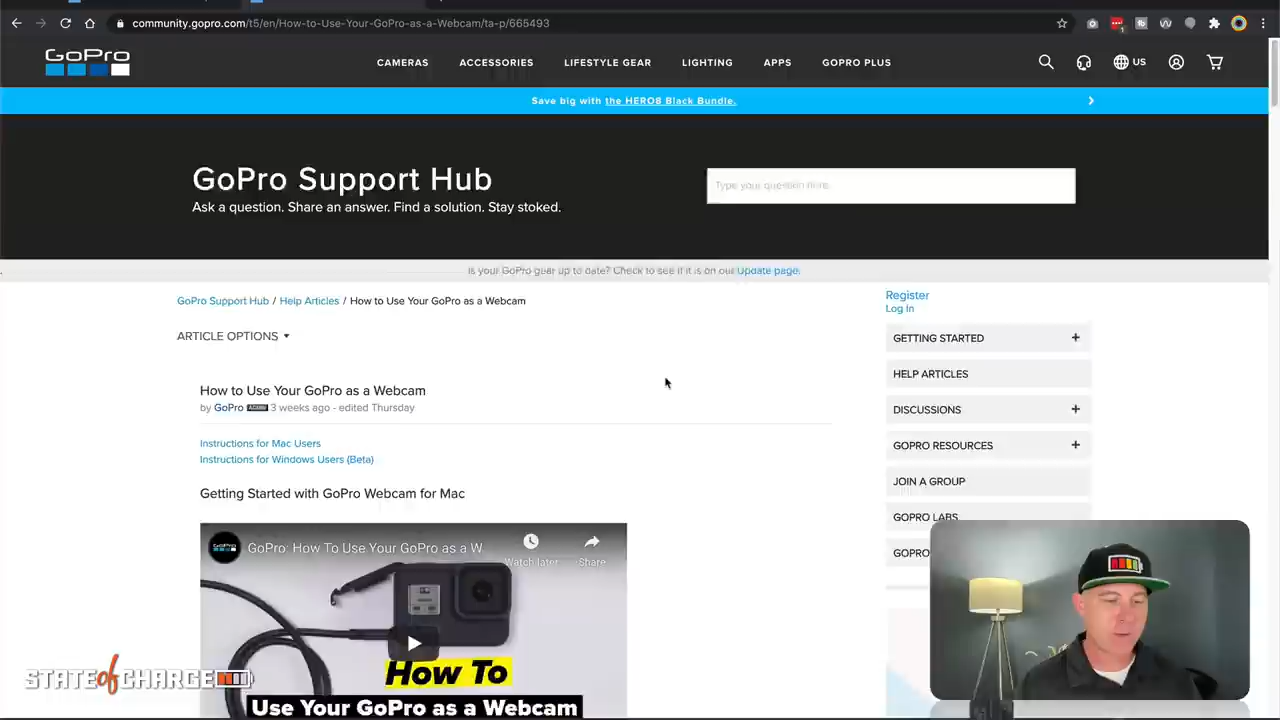 community.gopro.com/t5/en/How-to-Use-Your-GoPro-as-a-Webcam/ta-p/665493
1
GoPro
CAMERAS
ACCESSORIES
LIFESTYLE GEAR
LIGHTING
APPS
GOPRO PLUS
US
Save big with the HERO8 Black Bundle.
GoPro Support Hub
Type your question here.
Ask a question. Share an answer. Find a solution. Stay stoked.
Is your GoPro gear up to date? Check to see if it is on our Update page.
GoPro Support Hub / Help Articles / How to Use Your GoPro as a Webcam
ARTICLE OPTIONS
How to Use Your GoPro as a Webcam
by GoPro ADMIN 3 weeks ago - edited Thursday
Instructions for Mac Users
Instructions for Windows Users (Beta)
Getting Started with GoPro Webcam for Mac
GoPro: How To Use Your GoPro as a W
Watch later
Share
How To
Use Your GoPro as a Webcam
Register
Log In
GETTING STARTED +
HELP ARTICLES
DISCUSSIONS +
GOPRO RESOURCES +
JOIN A GROUP
GOPRO LABS
GOPRO
STATE of CHARGE